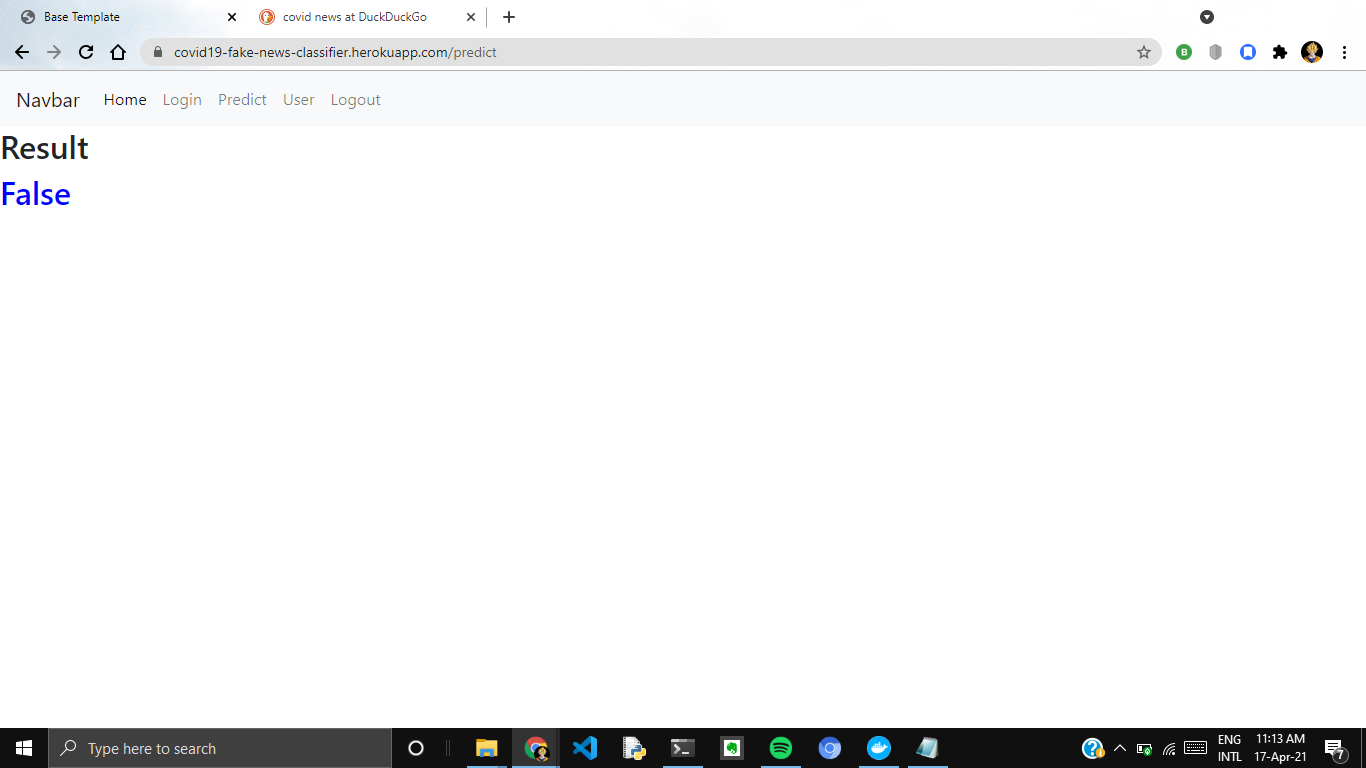 Base Template
covid news at DuckDuckGo
covid19-fake-news-classifier.herokuapp.com/predict
B
Navbar Home Login Predict User Logout
Result
False
Type here to search
ENG
INTL
11:13 AM
17-Apr-21
7